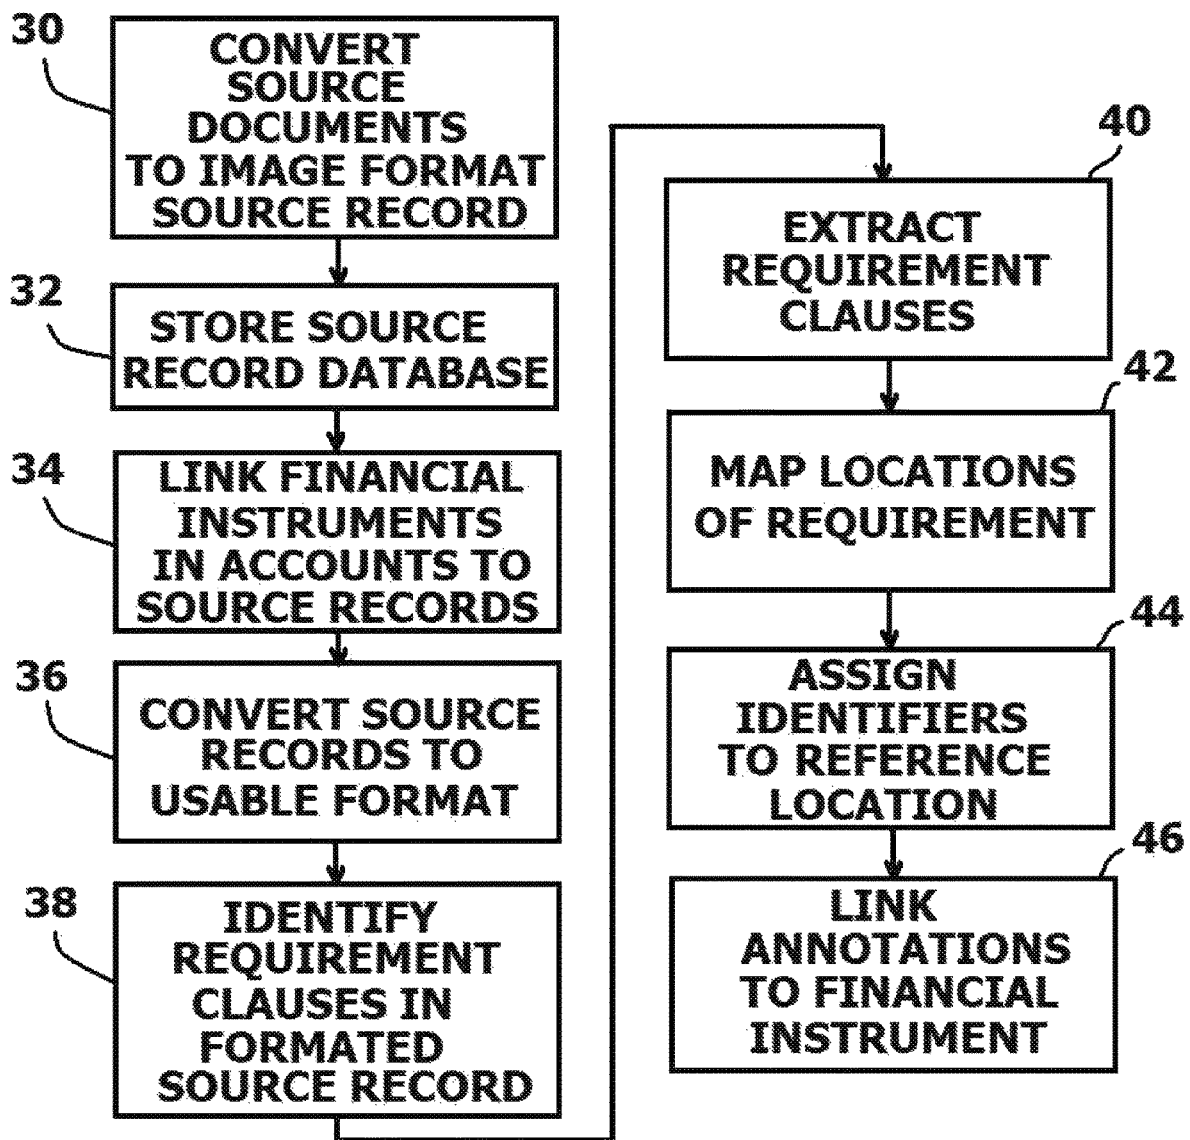 30
CONVERT
SOURCE
DOCUMENTS
TO IMAGE FORMAT
SOURCE RECORD
32
STORE SOURCE
RECORD DATABASE
34
LINK FINANCIAL
INSTRUMENTS
IN ACCOUNTS TO
SOURCE RECORDS
36
CONVERT SOURCE
RECORDS TO
USABLE FORMAT
38
IDENTIFY
REQUIREMENT
CLAUSES IN
FORMATED
SOURCE RECORD
40
EXTRACT
REQUIREMENT
CLAUSES
42
MAP LOCATIONS
OF REQUIREMENT
44
ASSIGN
IDENTIFIERS
TO REFERENCE
LOCATION
46
LINK
ANNOTATIONS
TO FINANCIAL
INSTRUMENT